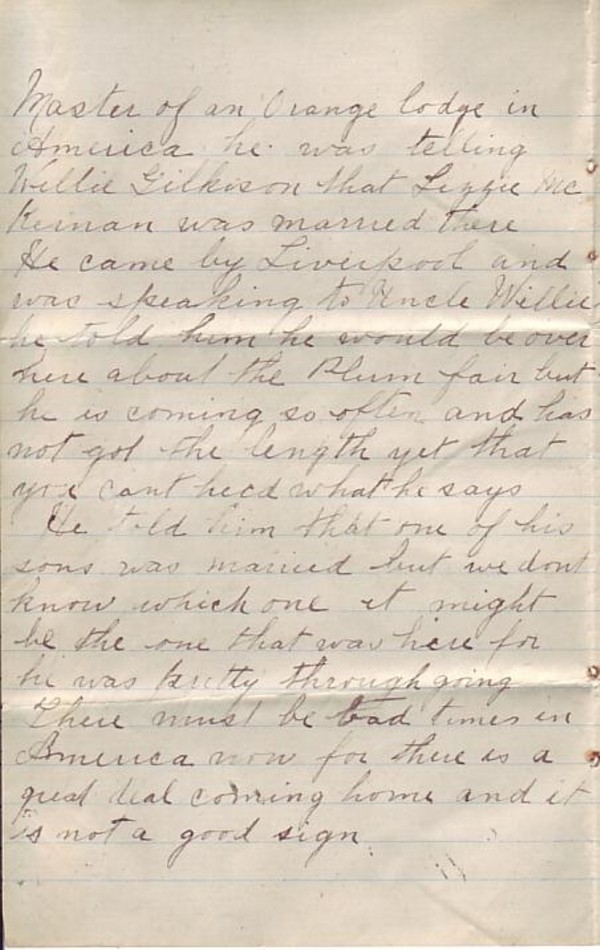 Master of an Orange lodge in
America he was telling
Willie Gilkison that Lizzie Mc
Keinan was married there
He came by Liverpool and
was speaking to Uncle Willie
he told him he would be over
here about the Plum fair but
he is coming so often and has
not got the length yet that
you cant heed what he says
He told him that one of his
sons was married but we dont
know which one it might
be the one that was here for
he was pretty throughgoing
There must be bad times in
America now for there is a
great deal coming home and it
is not a good sign